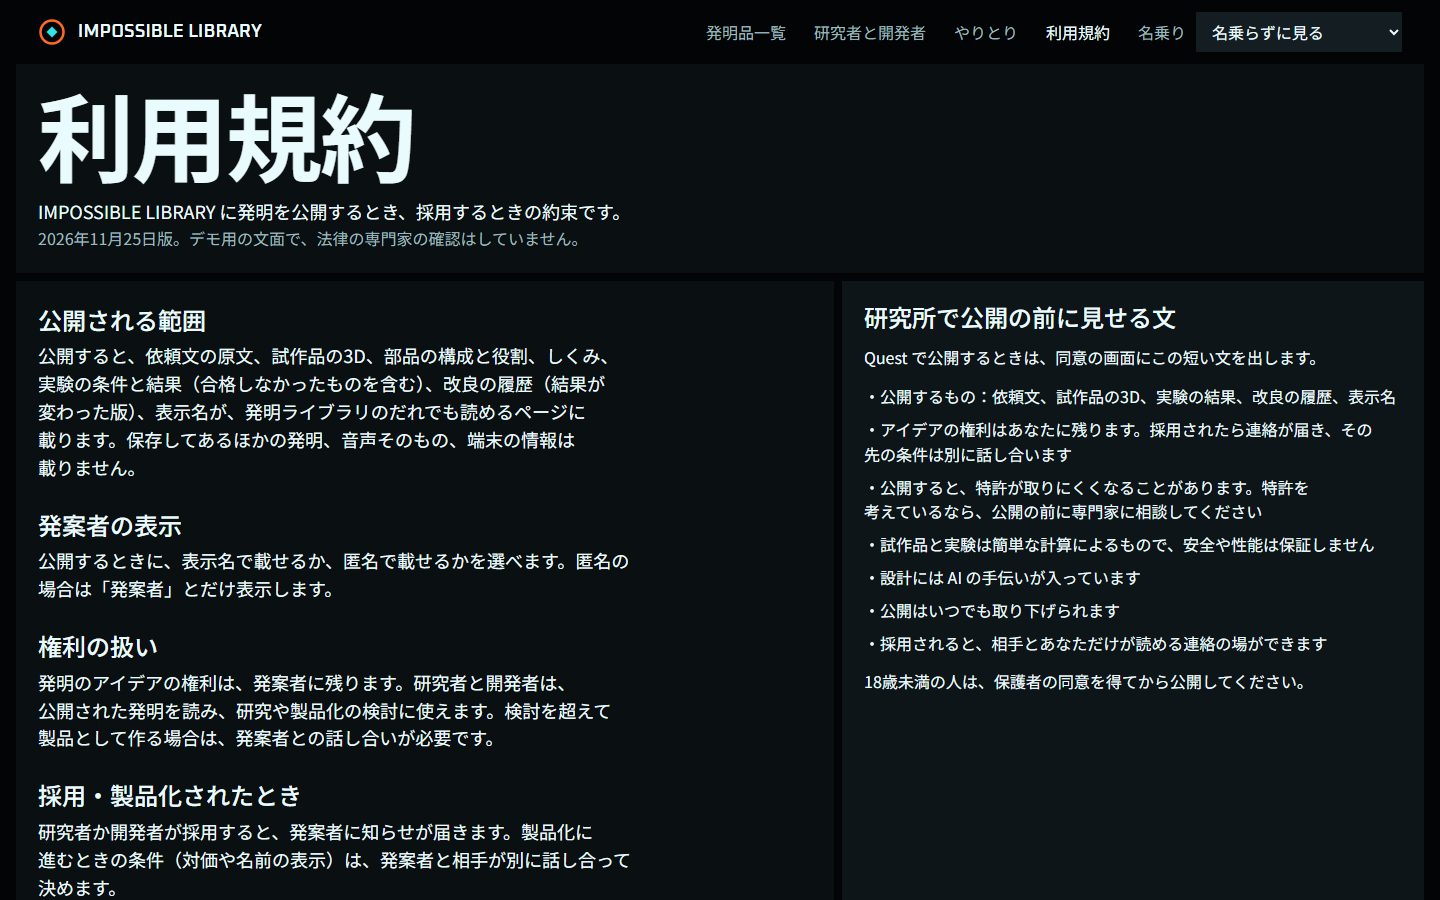 IMPOSSIBLE LIBRARY
発明品一覧
研究者と開発者
やりとり
利用規約
名乗り
名乗らずに見る
利用規約
IMPOSSIBLE LIBRARY に発明を公開するとき、採用するときの約束です。
2026年11月25日版。デモ用の文面で、法律の専門家の確認はしていません。
公開される範囲
公開すると、依頼文の原文、試作品の3D、部品の構成と役割、しくみ、
実験の条件と結果（合格しなかったものを含む）、改良の履歴（結果が
変わった版）、表示名が、発明ライブラリのだれでも読めるページに
載ります。保存してあるほかの発明、音声そのもの、端末の情報は
載りません。
発案者の表示
公開するときに、表示名で載せるか、匿名で載せるかを選べます。匿名の
場合は「発案者」とだけ表示します。
権利の扱い
発明のアイデアの権利は、発案者に残ります。研究者と開発者は、
公開された発明を読み、研究や製品化の検討に使えます。検討を超えて
製品として作る場合は、発案者との話し合いが必要です。
採用・製品化されたとき
研究者か開発者が採用すると、発案者に知らせが届きます。製品化に
進むときの条件（対価や名前の表示）は、発案者と相手が別に話し合って
決めます。
研究所で公開の前に見せる文
Quest で公開するときは、同意の画面にこの短い文を出します。
・公開するもの：依頼文、試作品の3D、実験の結果、改良の履歴、表示名
・アイデアの権利はあなたに残ります。採用されたら連絡が届き、その
先の条件は別に話し合います
・公開すると、特許が取りにくくなることがあります。特許を
考えているなら、公開の前に専門家に相談してください
・試作品と実験は簡単な計算によるもので、安全や性能は保証しません
・設計には AI の手伝いが入っています
・公開はいつでも取り下げられます
・採用されると、相手とあなただけが読める連絡の場ができます
18歳未満の人は、保護者の同意を得てから公開してください。